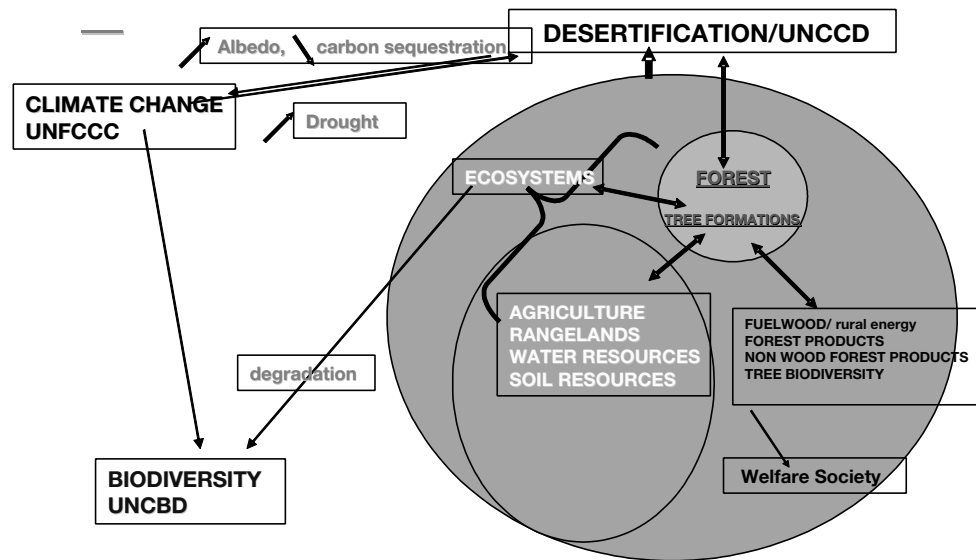 DESERTIFICATION/UNCCD
Albedo, carbon sequestration
CLIMATE CHANGE
UNFCCC
Drought
ECOSYSTEMS
FOREST
TREE FORMATIONS
AGRICULTURE
RANGELANDS
WATER RESOURCES
SOIL RESOURCES
FUELWOOD/ rural energy
FOREST PRODUCTS
NON WOOD FOREST PRODUCTS
TREE BIODIVERSITY
degradation
BIODIVERSITY
UNCBD
Welfare Society